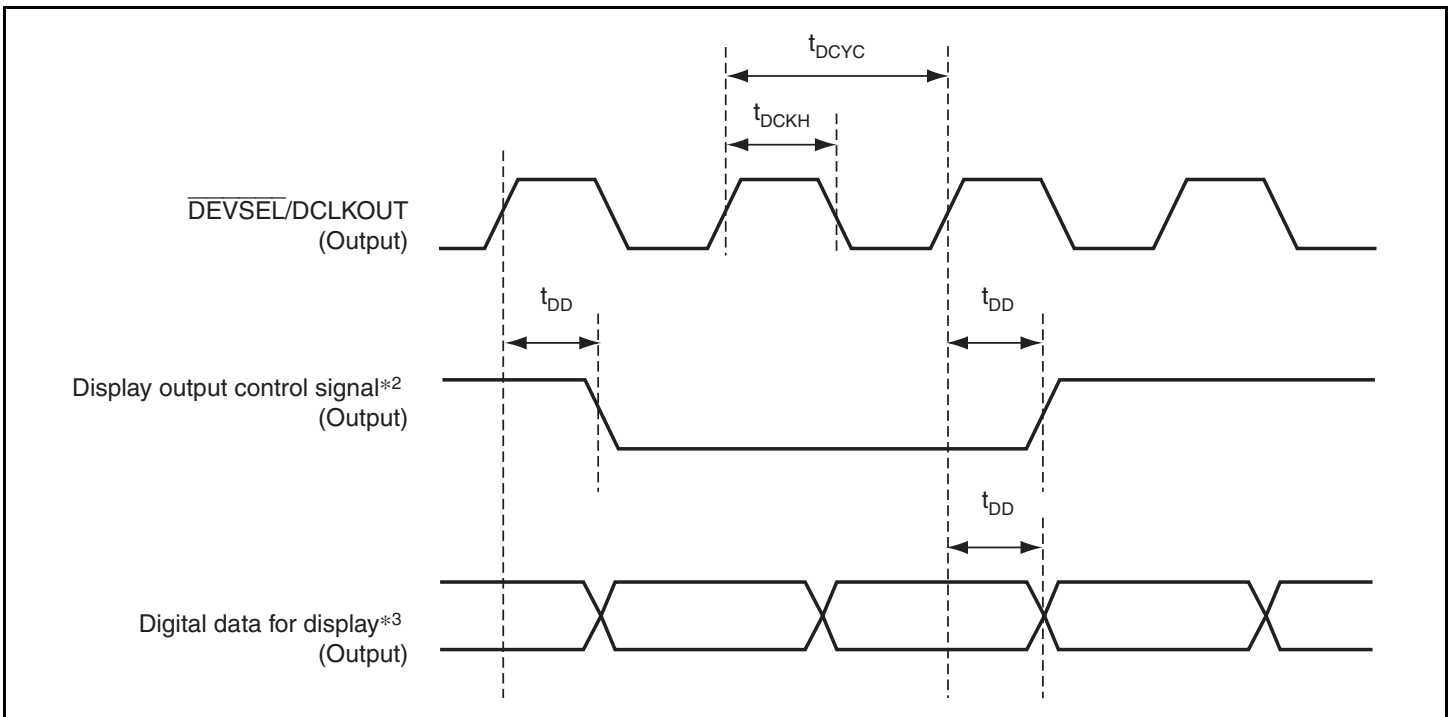 tDCYC
tDCKH
DEVSEL/DCLKOUT
(Output)
tDD
tDD
Display output control signal*2
(Output)
tDD
Digital data for display*3
(Output)